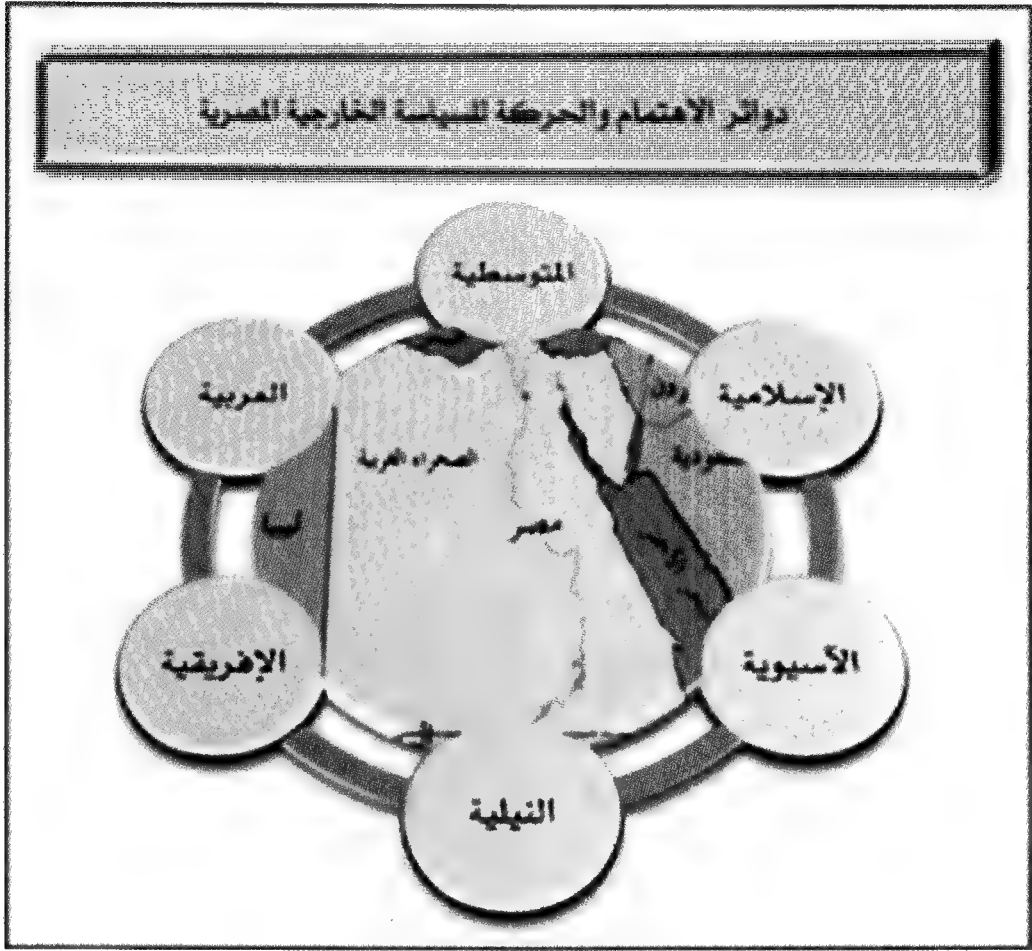 دوائر الاهتمام والحركة للسياسة الخارجية المصرية
المتوسطية
الإسلامية
العربية
الصحراء الغربية
ليبيا
مصر
الآسيوية
الإفريقية
النيلية